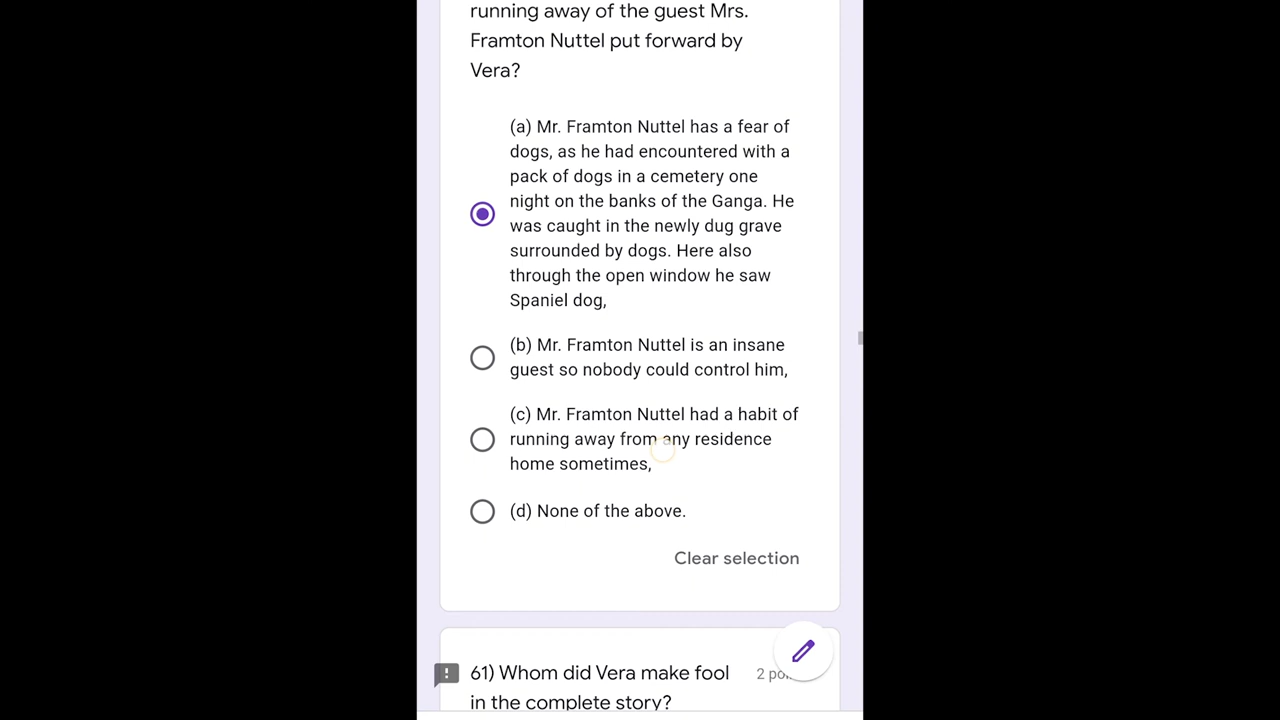 running away of the guest Mrs.
Framton Nuttel put forward by
Vera?
(a) Mr. Framton Nuttel has a fear of
dogs, as he had encountered with a
pack of dogs in a cemetery one
night on the banks of the Ganga. He
was caught in the newly dug grave
surrounded by dogs. Here also
through the open window he saw
Spaniel dog,
(b) Mr. Framton Nuttel is an insane
guest so nobody could control him,
(c) Mr. Framton Nuttel had a habit of
running away from any residence
home sometimes,
(d) None of the above.
Clear selection
61) Whom did Vera make fool
2
in the complete story?